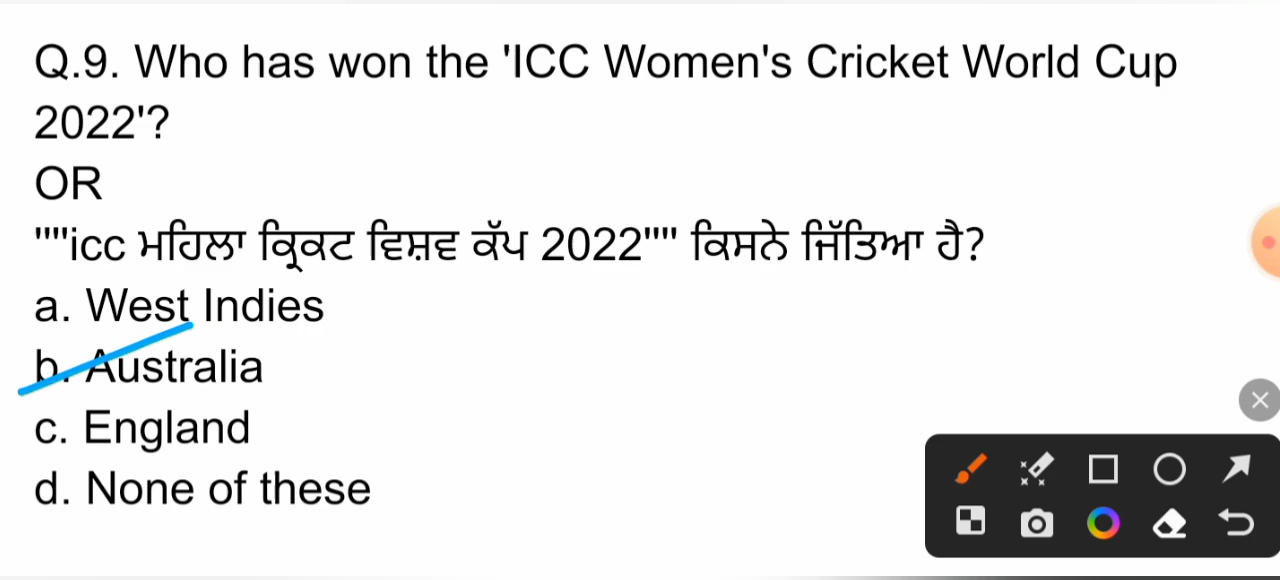 Q.9. Who has won the 'ICC Women's Cricket World Cup
2022'?
OR
""''icc ਮਹਿਲਾ ਕ੍ਰਿਕਟ ਵਿਸ਼ਵ ਕੱਪ 2022""'' ਕਿਸਨੇ ਜਿੱਤਿਆ ਹੈ?
a. West Indies
b. Australia
c. England
d. None of these